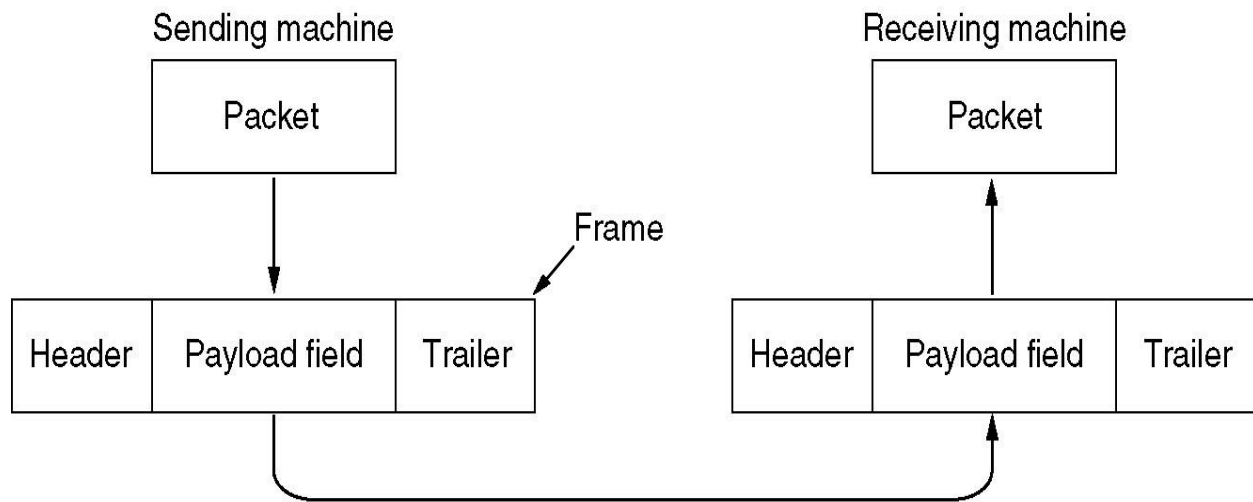 Sending machine
Receiving machine
Packet
Packet
Frame
Header
Payload field
Trailer
Header
Payload field
Trailer